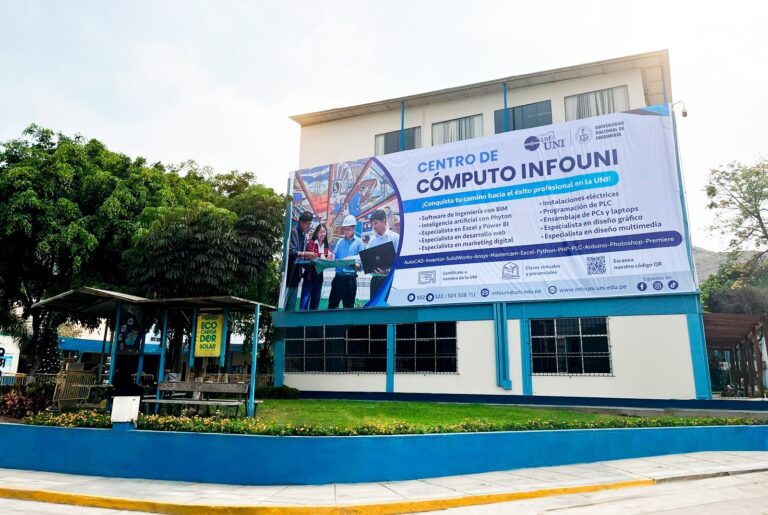 CENTRO DE
CÓMPUTO INFOUNI
info
UNI
UNIVERSIDAD
NACIONAL DE
INGENIERÍA
¡Conquista tu camino hacia el éxito profesional en la UNI!
• Software de Ingeniería con BIM
• Inteligencia artificial con Phyton
• Especialista en Excel y Power BI
• Especialista en desarrollo web
• Especialista en marketing digital
• Instalaciones eléctricas
• Programación de PLC
• Ensamblaje de PCs y laptops
• Especialista en diseño gráfico
• Especialista en diseño multimedia
AutoCAD-Inventor-SolidWorks-Ansys-Mastercam-Excel-Python-PHP-PLC-Arduino-Photoshop-Premiere
Certifícate a
nombre de la UNI
Clases virtuales
y presenciales
Escanea
nuestro código QR
infouni@uni.edu.pe
infouni.uni.edu.pe
Síguenos en
ECO
CARGA
DOR
SOLAR